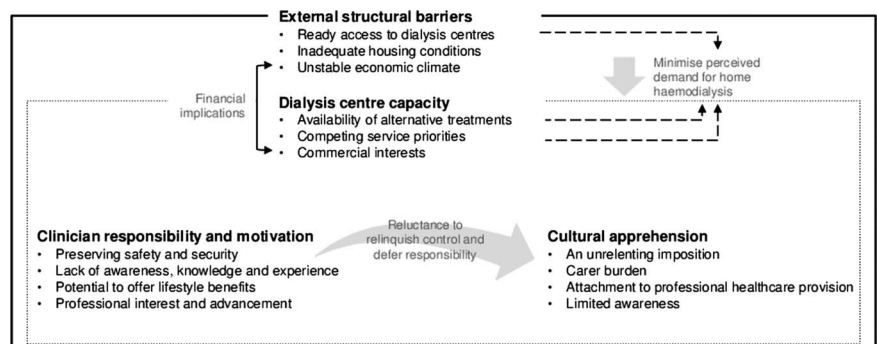 External structural barriers
• Ready access to dialysis centres
• Inadequate housing conditions
• Unstable economic climate
Minimise perceived
demand for home
haemodialysis
Financial
implications
Dialysis centre capacity
• Availability of alternative treatments
• Competing service priorities
• Commercial interests
Clinician responsibility and motivation
• Preserving safety and security
• Lack of awareness, knowledge and experience
• Potential to offer lifestyle benefits
• Professional interest and advancement
Reluctance to
relinquish control and
defer responsibility
Cultural apprehension
• An unrelenting imposition
• Carer burden
• Attachment to professional healthcare provision
• Limited awareness